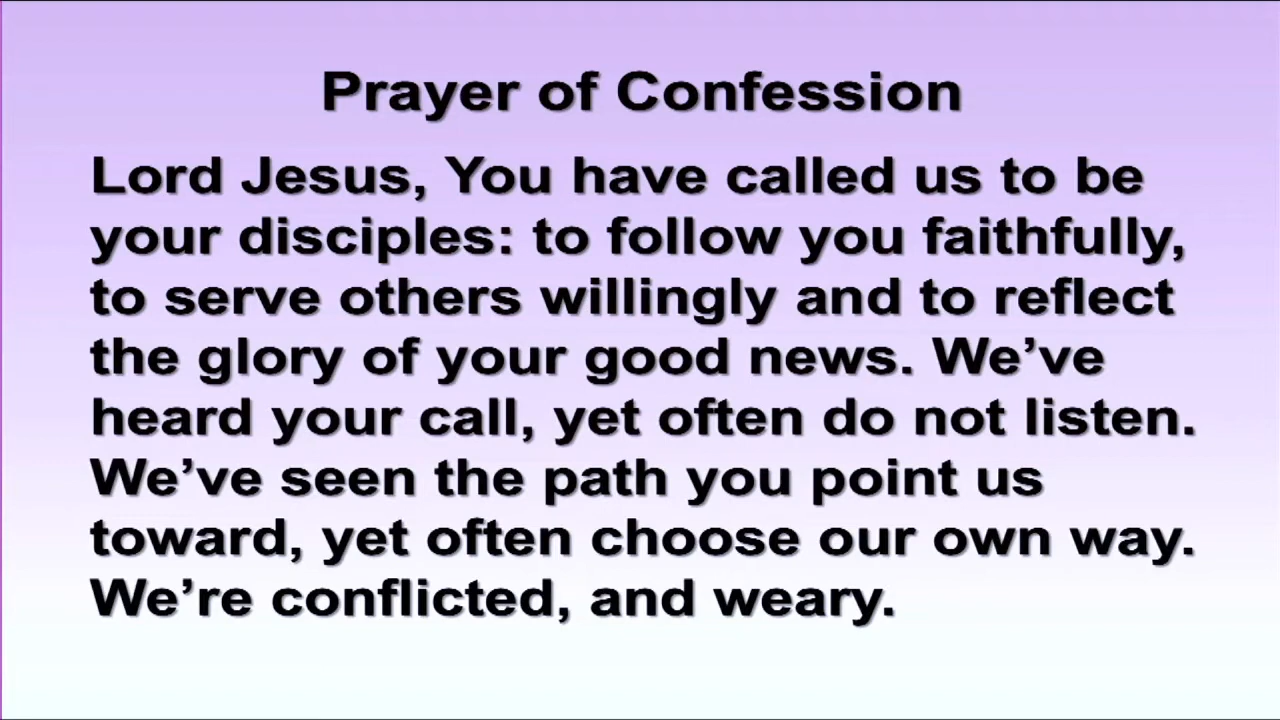 Prayer of Confession
Lord Jesus, You have called us to be
your disciples: to follow you faithfully,
to serve others willingly and to reflect
the glory of your good news. We’ve
heard your call, yet often do not listen.
We’ve seen the path you point us
toward, yet often choose our own way.
We’re conflicted, and weary.